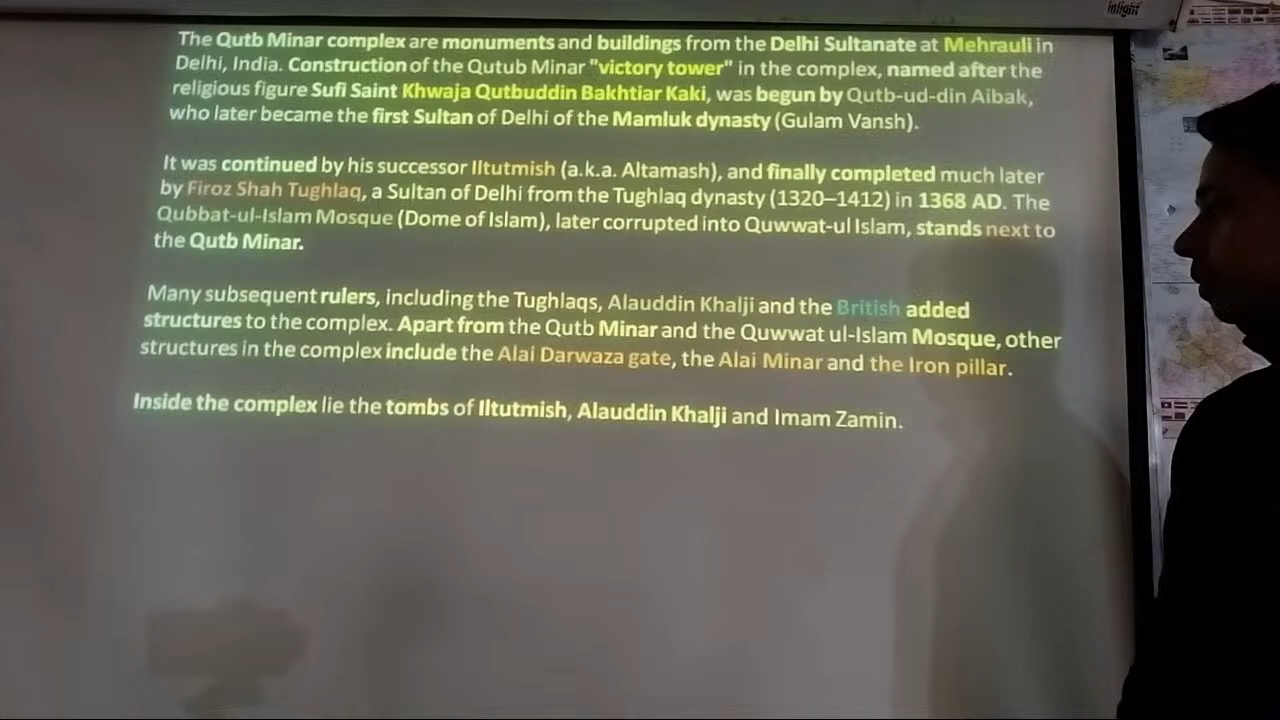 inlight
The Qutb Minar complex are monuments and buildings from the Delhi Sultanate at Mehrauli in
Delhi, India. Construction of the Qutub Minar "victory tower" in the complex, named after the
religious figure Sufi Saint Khwaja Qutbuddin Bakhtiar Kaki, was begun by Qutb-ud-din Aibak,
who later became the first Sultan of Delhi of the Mamluk dynasty (Gulam Vansh).
It was continued by his successor Iltutmish (a.k.a. Altamash), and finally completed much later
by Firoz Shah Tughlaq, a Sultan of Delhi from the Tughlaq dynasty (1320–1412) in 1368 AD. The
Qubbat-ul-Islam Mosque (Dome of Islam), later corrupted into Quwwat-ul Islam, stands next to
the Qutb Minar.
Many subsequent rulers, including the Tughlaqs, Alauddin Khalji and the British added
structures to the complex. Apart from the Qutb Minar and the Quwwat ul-Islam Mosque, other
structures in the complex include the Alai Darwaza gate, the Alai Minar and the Iron pillar.
Inside the complex lie the tombs of Iltutmish, Alauddin Khalji and Imam Zamin.